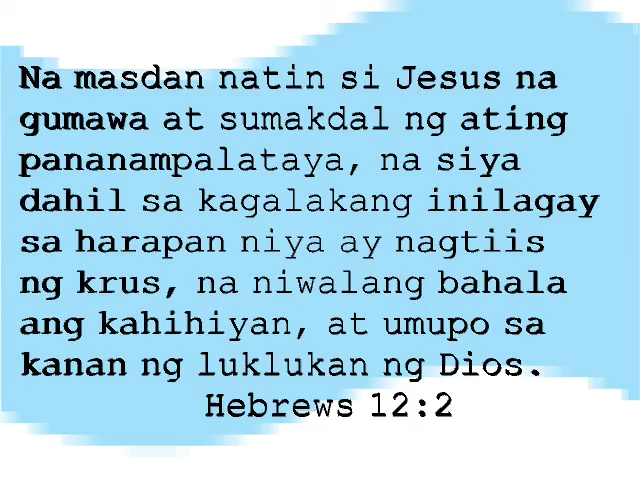 Na masdan natin si Jesus na
gumawa at sumakdal ng ating
pananampalataya, na siya
dahil sa kagalakang inilagay
sa harapan niya ay nagtiis
ng krus, na niwalang bahala
ang kahihiyan, at umupo sa
kanan ng luklukan ng Dios.
Hebrews 12:2